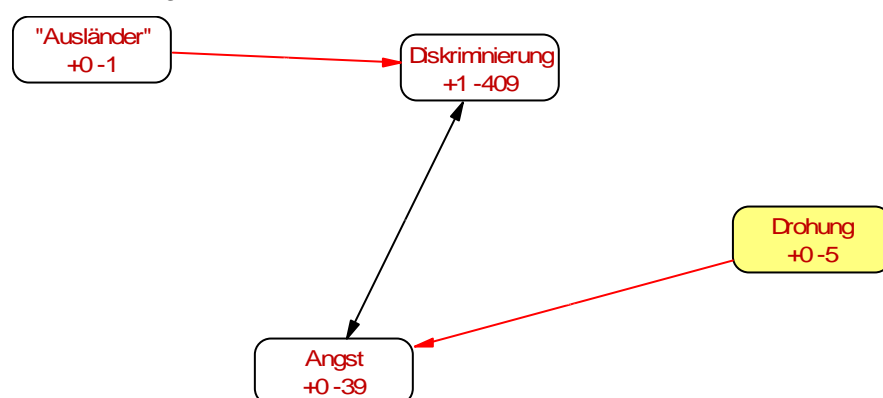 "Ausländer"
+0 -1
Diskriminierung
+1 -409
Drohung
+0 -5
Angst
+0 -39